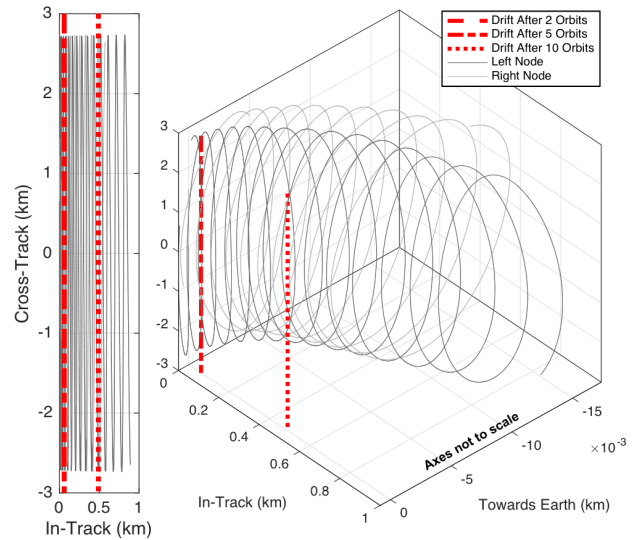 Drift After 2 Orbits
Drift After 5 Orbits
Drift After 10 Orbits
Left Node
Right Node
3
2
1
0
-1
-2
-3
Cross-Track (km)
0 0.5 1
In-Track (km)
3
2
1
0
-1
-2
-3
0
0.2
0.4
0.6
0.8
1
In-Track (km)
0
-5
-10
-15
×10⁻³
Towards Earth (km)
Axes not to scale